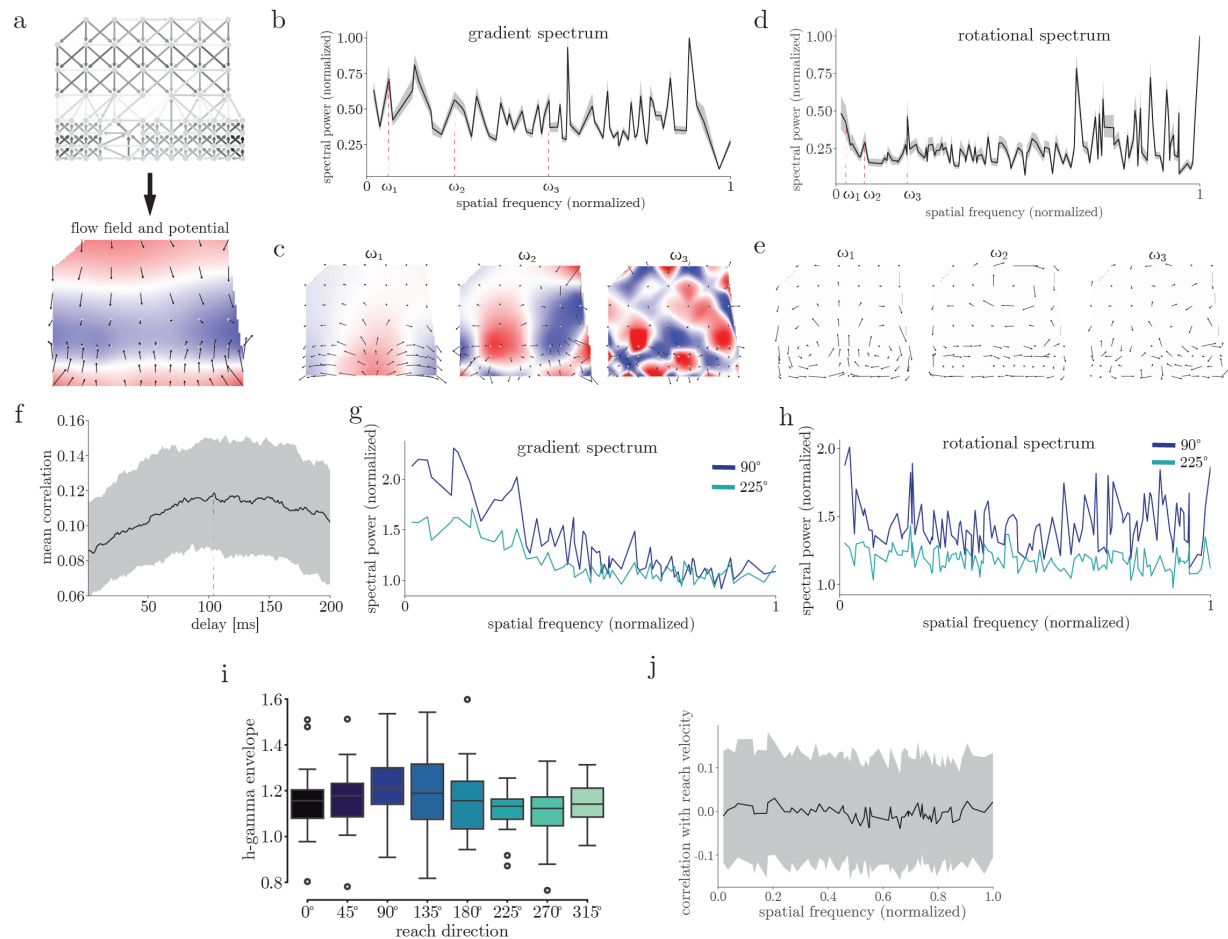 a
flow field and potential
b
gradient spectrum
spectral power (normalized)
1.00
0.75
0.50
0.25
0
ω₁
ω₂
ω₃
1
spatial frequency (normalized)
d
rotational spectrum
spectral power (normalized)
1.00
0.75
0.50
0.25
0
ω₁
ω₂
ω₃
1
spatial frequency (normalized)
c
ω₁
ω₂
ω₃
e
ω₁
ω₂
ω₃
f
mean correlation
0.16
0.14
0.12
0.10
0.08
0.06
50
100
150
200
delay [ms]
g
gradient spectrum
90°
225°
spectral power (normalized)
2.0
1.5
1.0
0
1
spatial frequency (normalized)
h
rotational spectrum
90°
225°
spectral power (normalized)
2.0
1.5
1.0
0
1
spatial frequency (normalized)
i
h-gamma envelope
1.6
1.4
1.2
1.0
0.8
0°
45°
90°
135°
180°
225°
270°
315°
reach direction
j
correlation with reach velocity
0.1
0.0
-0.1
0.0
0.2
0.4
0.6
0.8
1.0
spatial frequency (normalized)